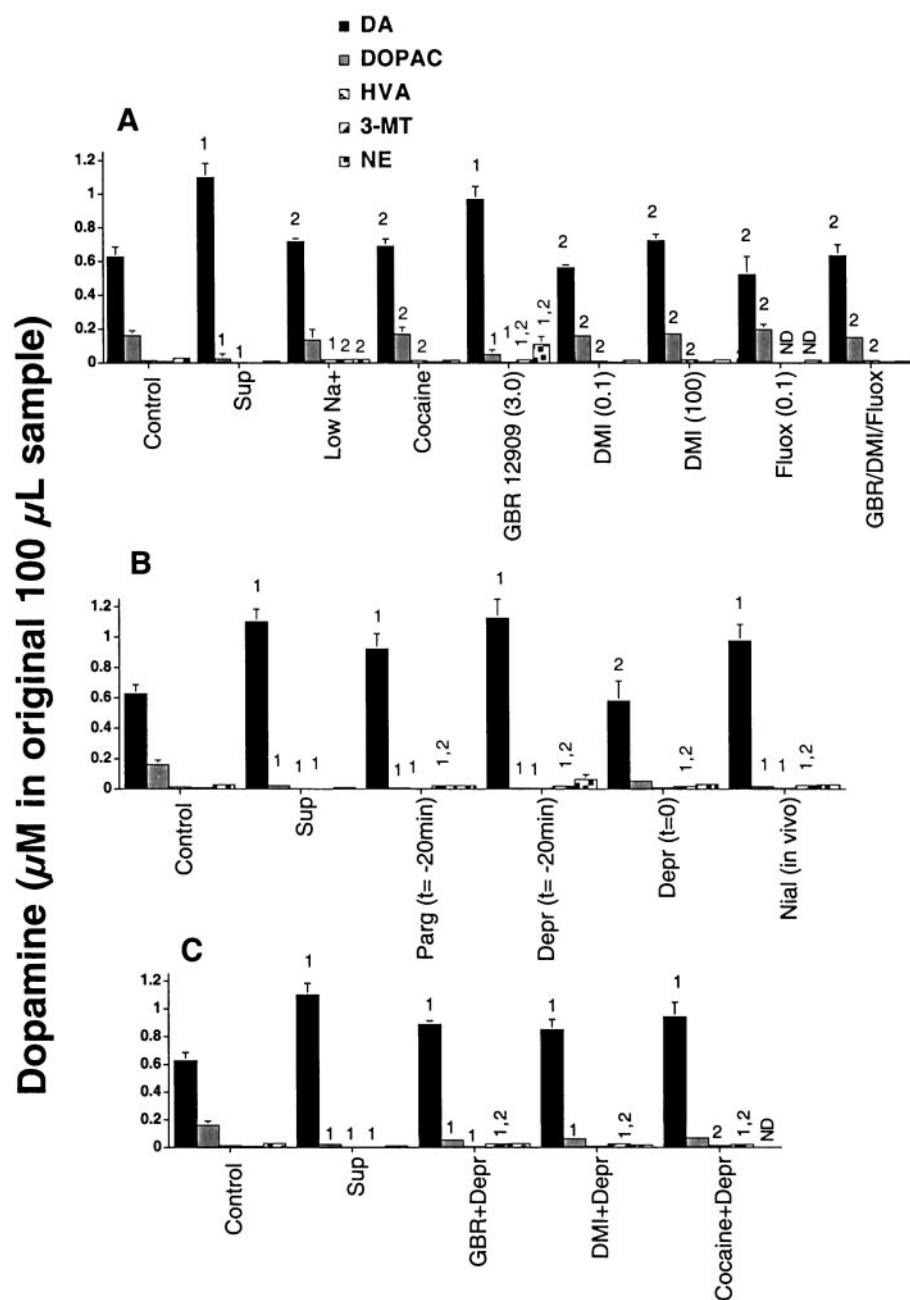 DA
DOPAC
HVA
3-MT
NE
A
1.2
1
0.8
0.6
0.4
0.2
0
1
1
1
2
1
2
2
2
2
2
1
1
1,2
1,2
2
2
2
2
2
2
2
2
ND
ND
2
2
2
Control
Sup
Low Na+
Cocaine
GBR 12909 (3.0)
DMI (0.1)
DMI (100)
Fluox (0.1)
GBR/DMI/Fluox
Dopamine (µM in original 100 µL sample)
B
1.2
1
0.8
0.6
0.4
0.2
0
1
1
1
1
1
1
1
1,2
1
1
1
1,2
2
1,2
1
1
1
1,2
Control
Sup
Parg (t= -20min)
Depr (t= -20min)
Depr (t=0)
Nial (in vivo)
C
1.2
1
0.8
0.6
0.4
0.2
0
1
1
1
1
1
1
1
1,2
1
1
1,2
1
2
1,2
ND
Control
Sup
GBR+Depr
DMI+Depr
Cocaine+Depr